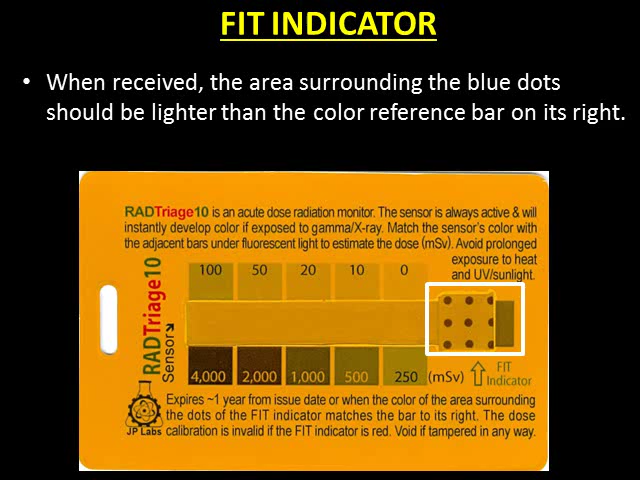 FIT INDICATOR
• When received, the area surrounding the blue dots
should be lighter than the color reference bar on its right.
RADTriage10 is an acute dose radiation monitor. The sensor is always active & will
instantly develop color if exposed to gamma/X-ray. Match the sensor's color with
the adjacent bars under fluorescent light to estimate the dose (mSv). Avoid prolonged
exposure to heat
and UV/sunlight.
100 50 20 10 0
RADTriage10
Sensor
4,000 2,000 1,000 500 250 (mSv)
FIT
Indicator
Expires ~1 year from issue date or when the color of the area surrounding
the dots of the FIT indicator matches the bar to its right. The dose
calibration is invalid if the FIT indicator is red. Void if tampered in any way.
JP Labs